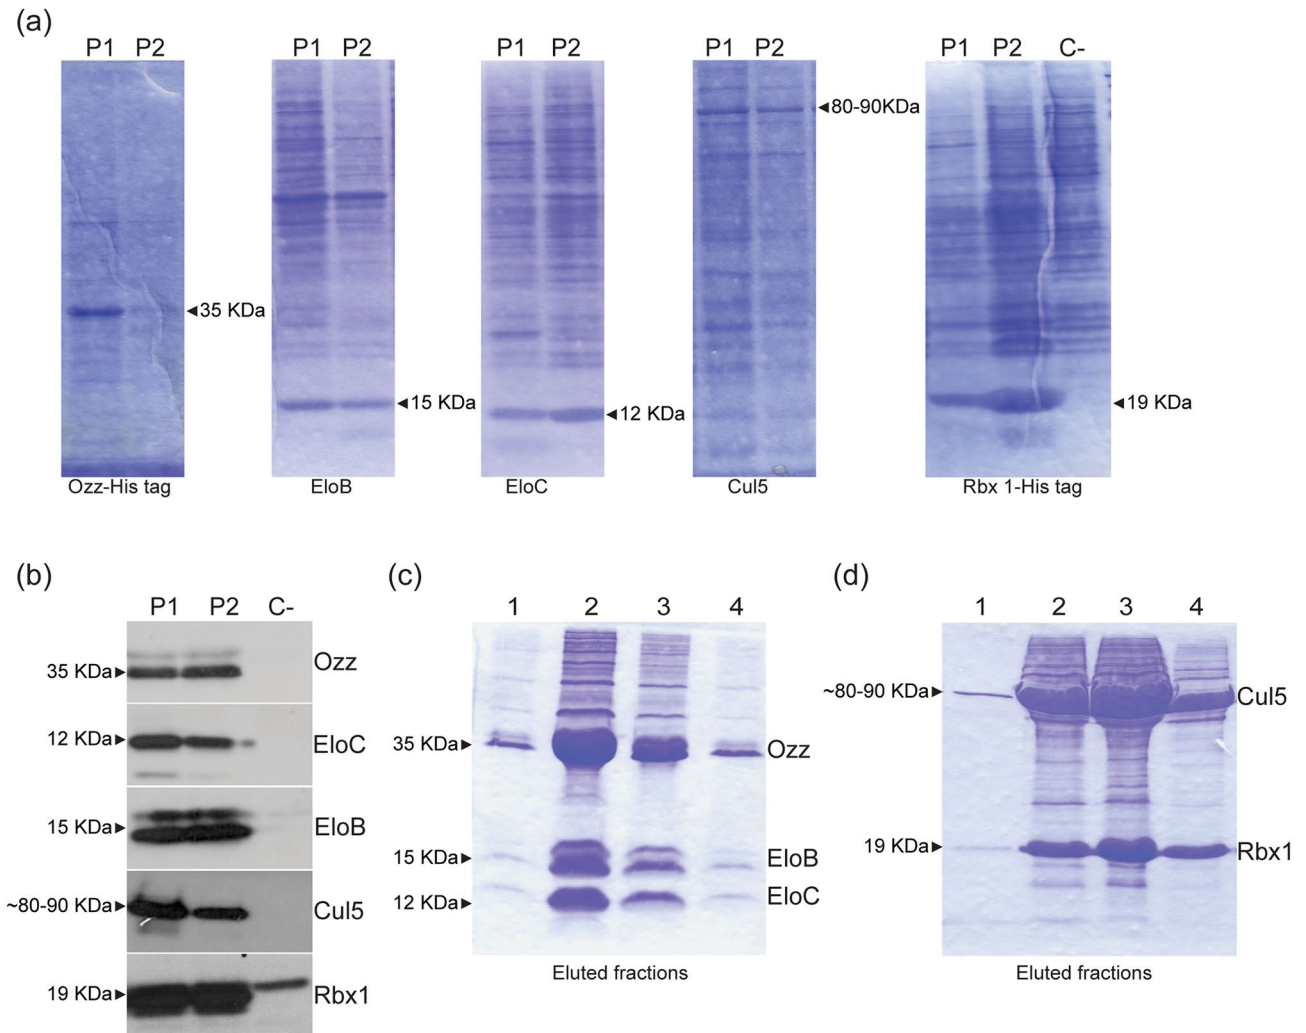 (a)
P1 P2 P1 P2 P1 P2 P1 P2 P1 P2 C-
◄80-90KDa
◄35 KDa ◄15 KDa ◄12 KDa ◄19 KDa
Ozz-His tag EloB EloC Cul5 Rbx 1-His tag
(b) (c) (d)
P1 P2 C-
35 KDa► Ozz
12 KDa► EloC
15 KDa► EloB
~80-90 KDa► Cul5
19 KDa► Rbx1
1 2 3 4
35 KDa► Ozz
15 KDa► EloB
12 KDa► EloC
Eluted fractions
1 2 3 4
~80-90 KDa► Cul5
19 KDa► Rbx1
Eluted fractions